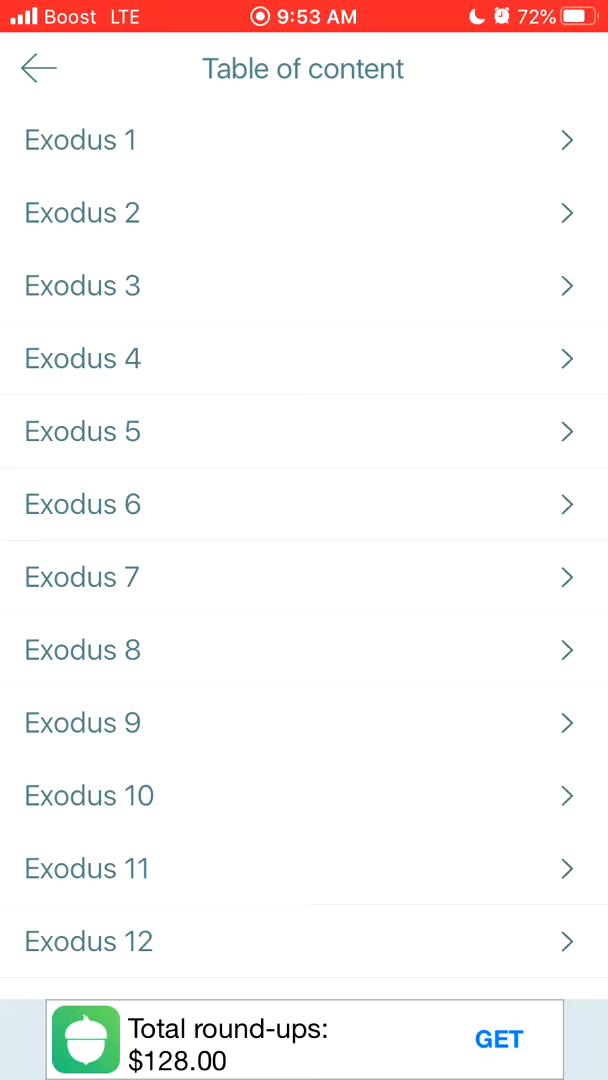 Boost LTE 9:53 AM 72%
Table of content
Exodus 1
Exodus 2
Exodus 3
Exodus 4
Exodus 5
Exodus 6
Exodus 7
Exodus 8
Exodus 9
Exodus 10
Exodus 11
Exodus 12
Total round-ups:
$128.00
GET